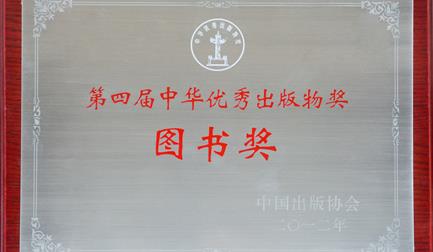 第四届中华优秀出版物奖
图书奖
中国出版协会
二〇一二年